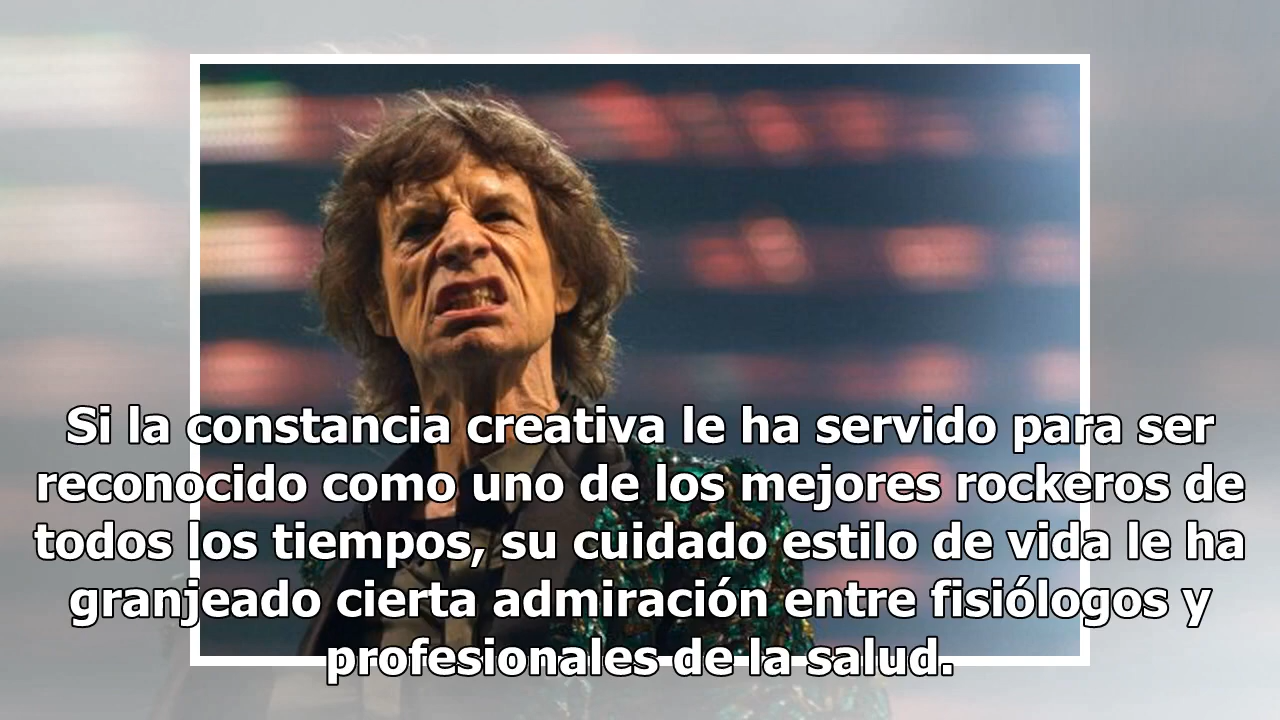 Si la constancia creativa le ha servido para ser
reconocido como uno de los mejores rockeros de
todos los tiempos, su cuidado estilo de vida le ha
granjeado cierta admiración entre fisiólogos y
profesionales de la salud.